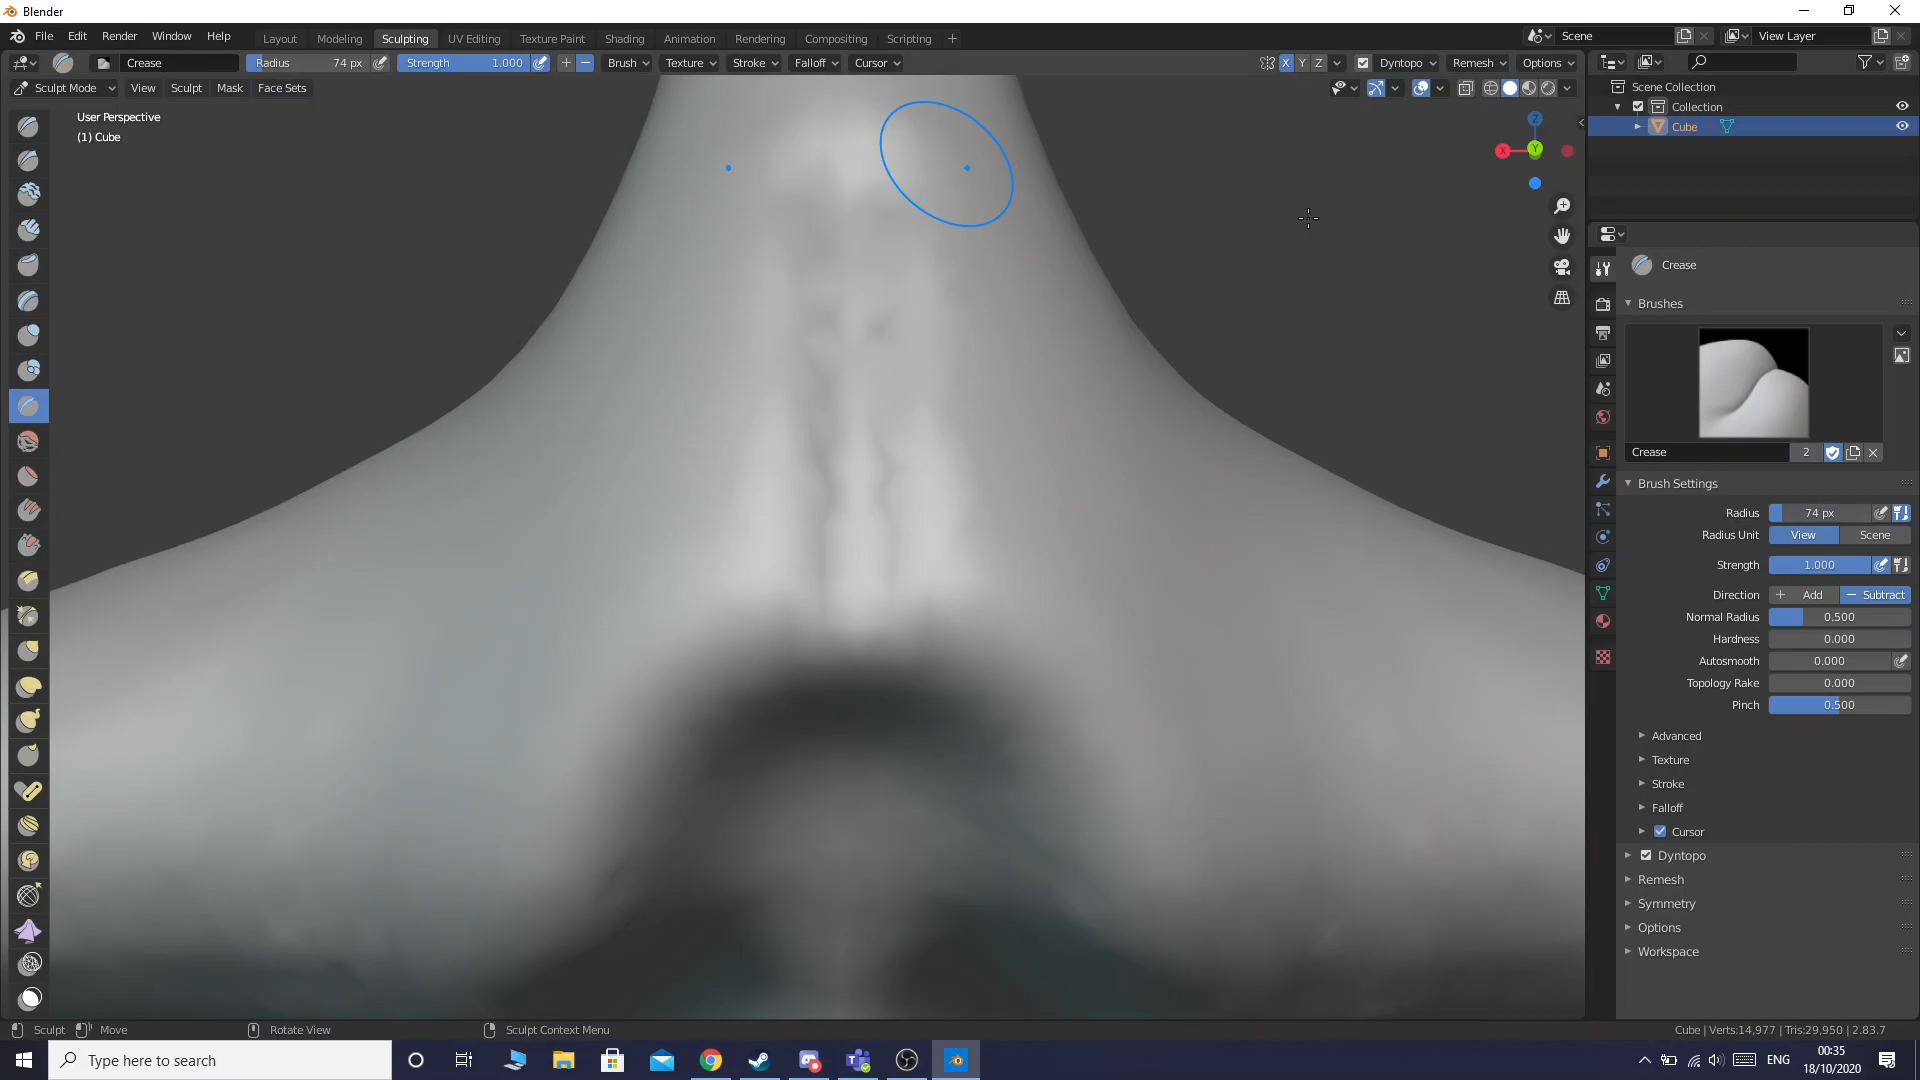 Blender
File Edit Render Window Help Layout Modeling Sculpting UV Editing Texture Paint Shading Animation Rendering Compositing Scripting + Scene View Layer
Crease Radius 74 px Strength 1.000 + − Brush Texture Stroke Falloff Cursor X Y Z Dyntopo Remesh Options
Sculpt Mode View Sculpt Mask Face Sets
User Perspective
(1) Cube
Z
X
Y
Scene Collection
Collection
Cube
Crease
Brushes
Crease 2
Brush Settings
Radius 74 px
Radius Unit View Scene
Strength 1.000
Direction + Add − Subtract
Normal Radius 0.500
Hardness 0.000
Autosmooth 0.000
Topology Rake 0.000
Pinch 0.500
Advanced
Texture
Stroke
Falloff
Cursor
Dyntopo
Remesh
Symmetry
Options
Workspace
Sculpt Move Rotate View Sculpt Context Menu Cube | Verts:14,977 | Tris:29,950 | 2.83.7
Type here to search
ENG
00:35
18/10/2020